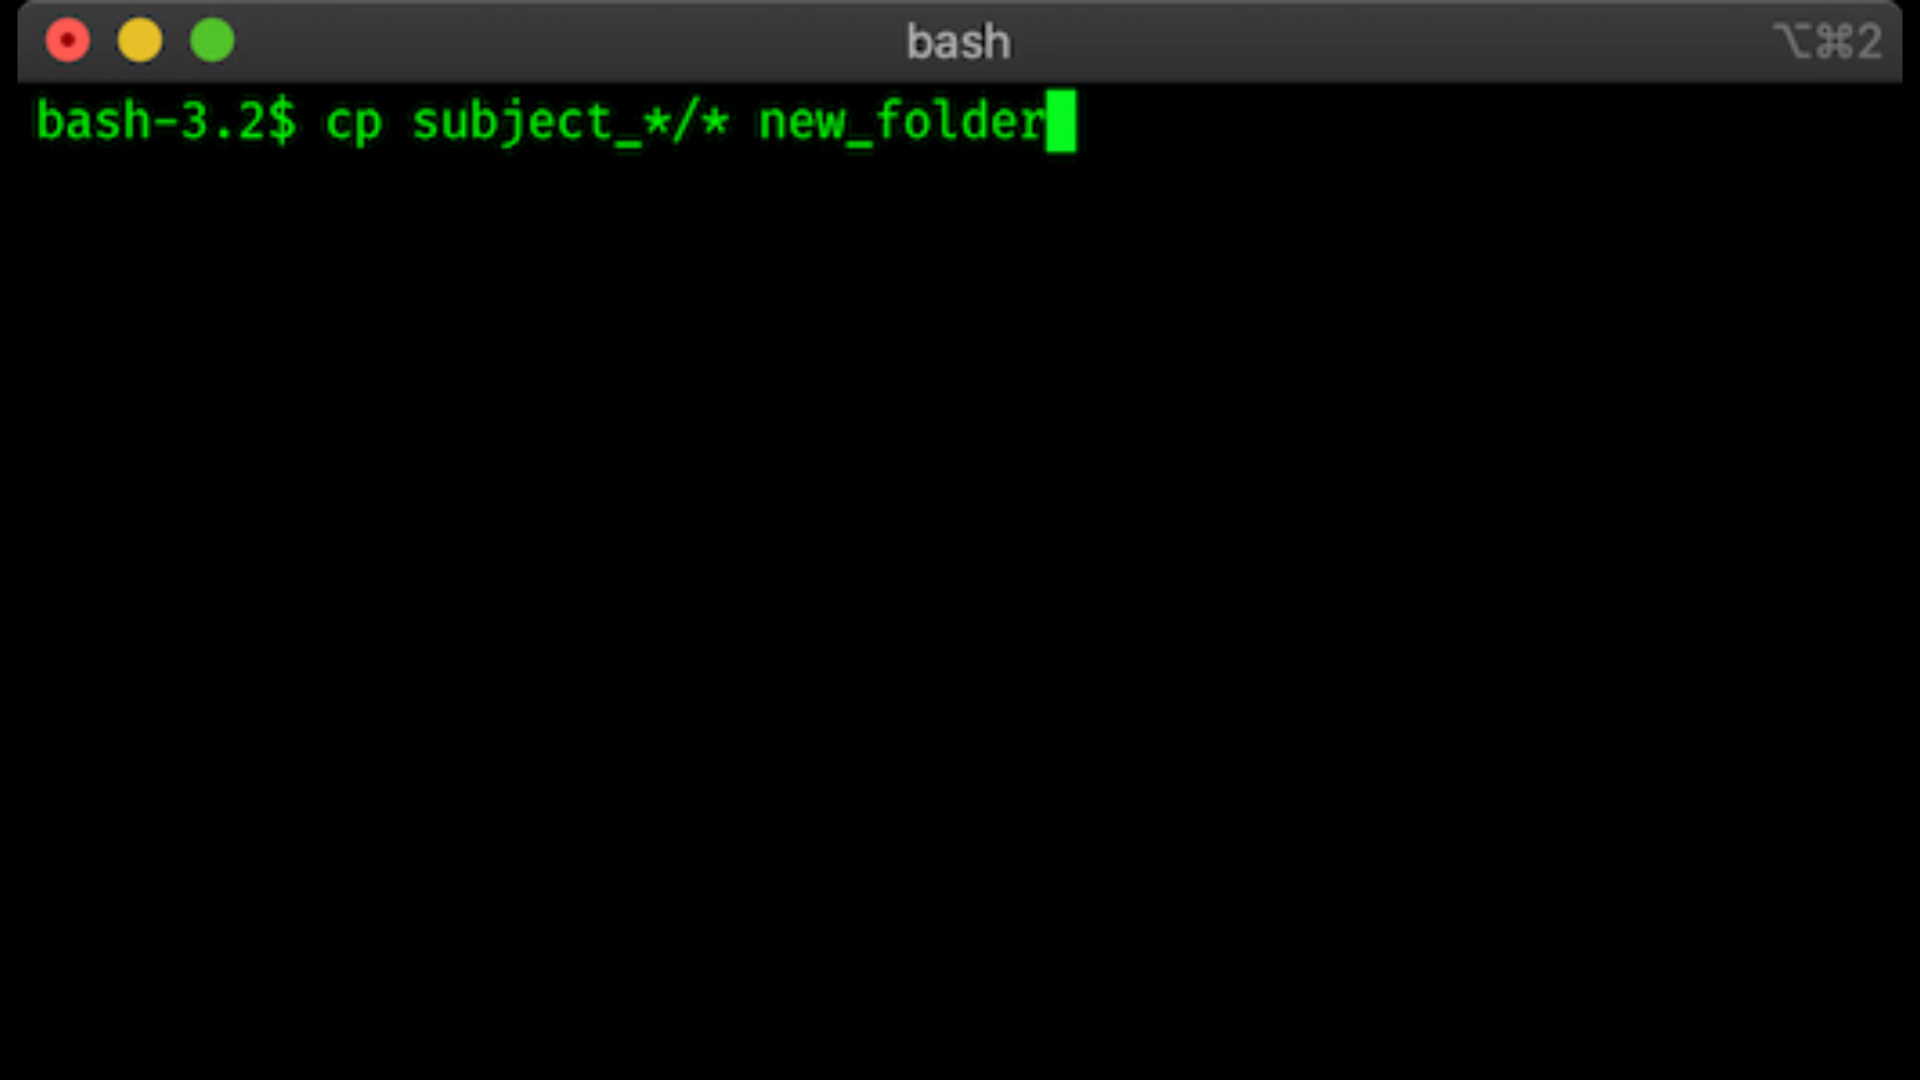 bash
⌥⌘2
bash-3.2$ cp subject_*/* new_folder